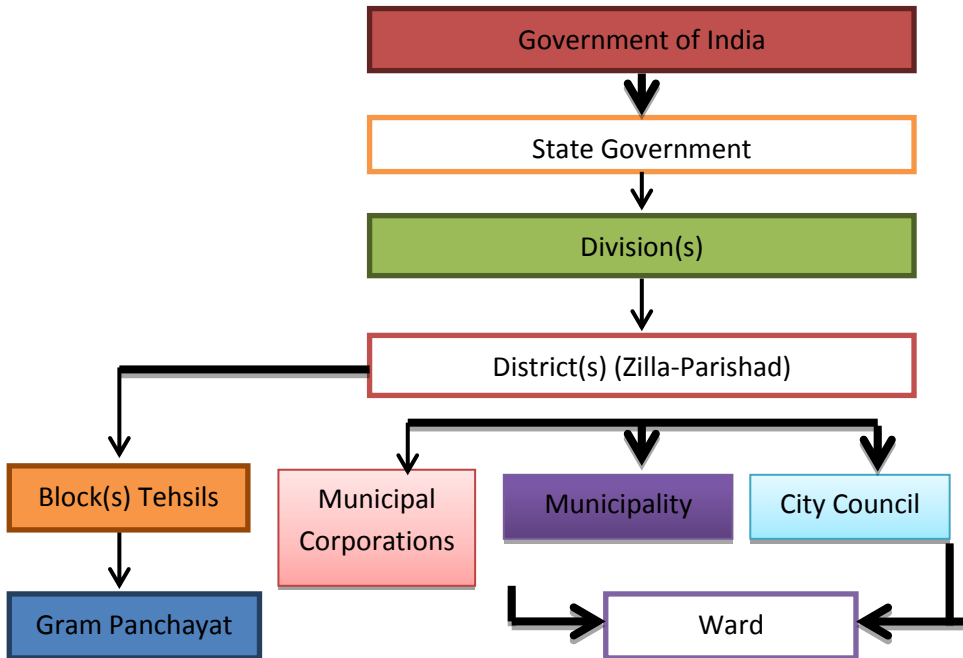 Government of India
State Government
Division(s)
District(s) (Zilla-Parishad)
Block(s) Tehsils
Municipal
Corporations
Municipality
City Council
Gram Panchayat
Ward